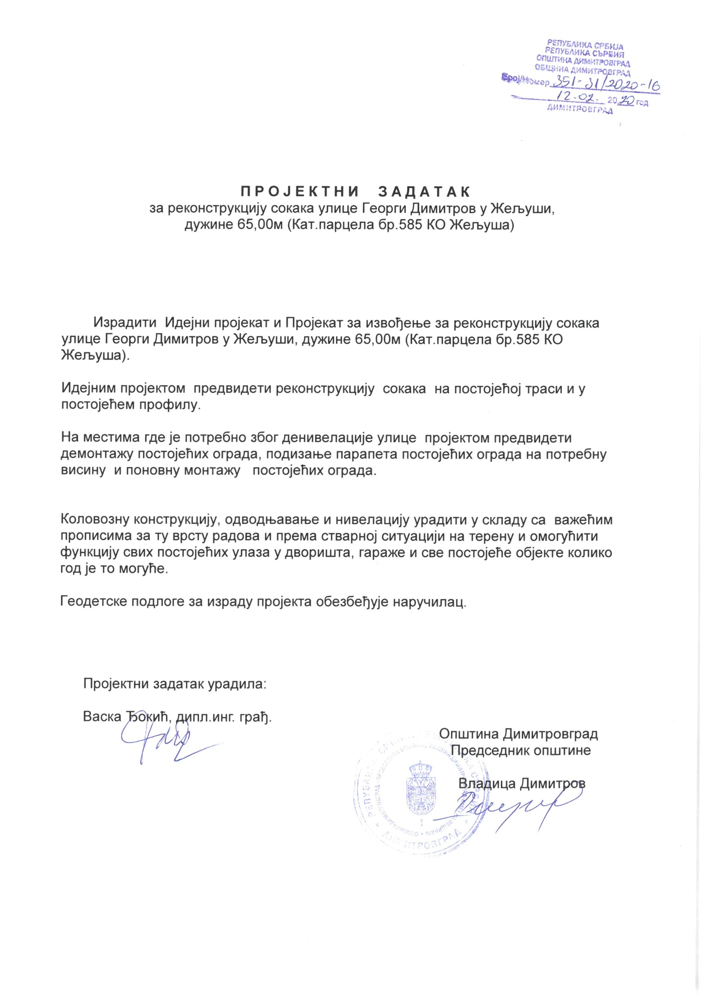 РЕПУБЛИКА СРБИЈА
РЕПУБЛИКА СЪРБИЯ
ОПШТИНА ДИМИТРОВГРАД
ОБЩИНА ДИМИТРОВГРАД
Број/Номер 351-31/2020-16
12.02. 2020 год
ДИМИТРОВГРАД
ПРОЈЕКТНИ ЗАДАТАК
за реконструкцију сокака улице Георги Димитров у Жељуши,
дужине 65,00м (Кат.парцела бр.585 КО Жељуша)
Израдити Идејни пројекат и Пројекат за извођење за реконструкцију сокака
улице Георги Димитров у Жељуши, дужине 65,00м (Кат.парцела бр.585 КО
Жељуша).
Идејним пројектом предвидети реконструкцију сокака на постојећој траси и у
постојећем профилу.
На местима где је потребно због денивелације улице пројектом предвидети
демонтажу постојећих ограда, подизање парапета постојећих ограда на потребну
висину и поновну монтажу постојећих ограда.
Коловозну конструкцију, одводњавање и нивелацију урадити у складу са важећим
прописима за ту врсту радова и према стварној ситуацији на терену и омогућити
функцију свих постојећих улаза у дворишта, гараже и све постојеће објекте колико
год је то могуће.
Геодетске подлоге за израду пројекта обезбеђује наручилац.
Пројектни задатак урадила:
Васка Ђокић, дипл.инг. грађ.
Општина Димитровград
Председник општине
Владица Димитров